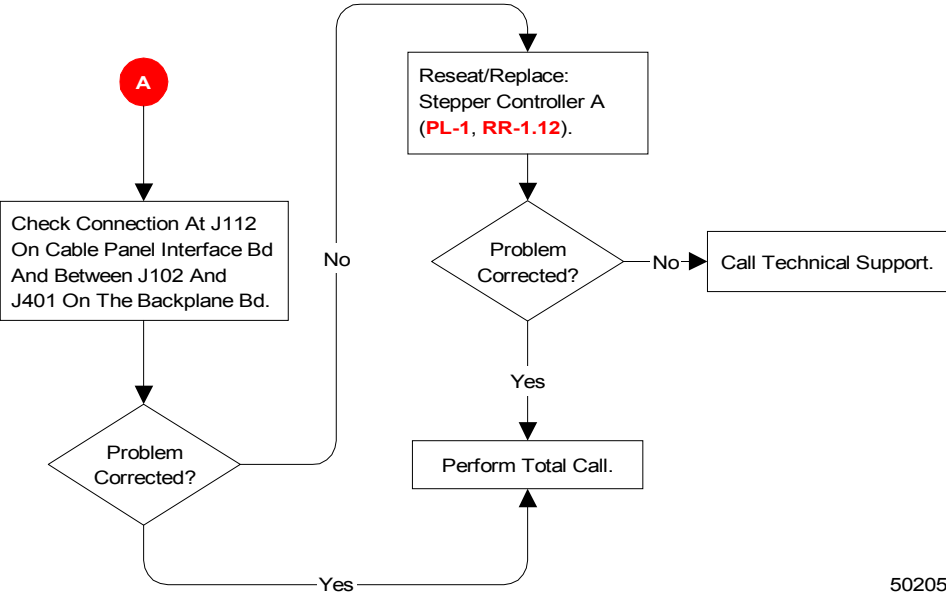 A
Check Connection At J112
On Cable Panel Interface Bd
And Between J102 And
J401 On The Backplane Bd.
Problem
Corrected?
No
Yes
Reseat/Replace:
Stepper Controller A
(PL-1, RR-1.12).
Problem
Corrected?
No
Call Technical Support.
Yes
Perform Total Call.
50205